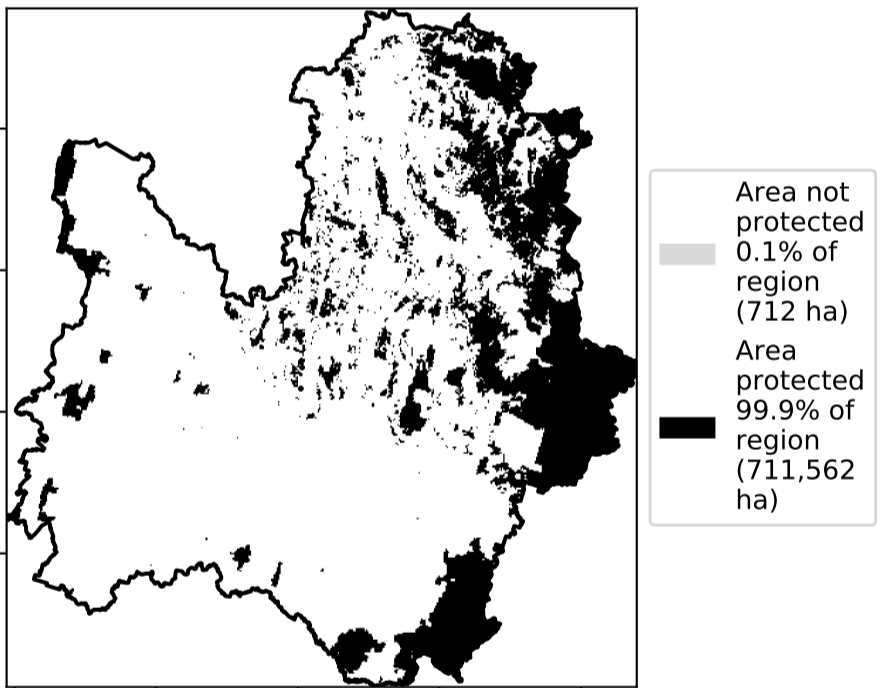 Area not
protected
0.1% of
region
(712 ha)
Area
protected
99.9% of
region
(711,562
ha)